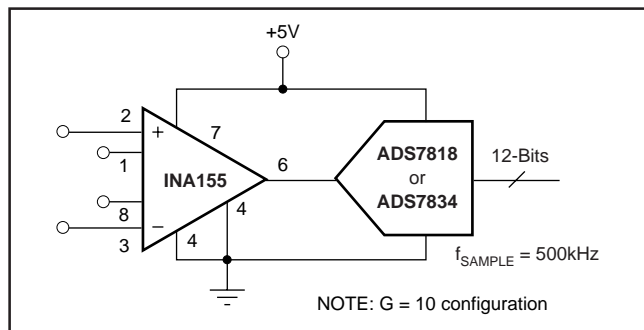 +5V
2
+
7
1
INA155
6
ADS7818
or
ADS7834
12-Bits
8
−
4
3
4
fSAMPLE = 500kHz
NOTE: G = 10 configuration